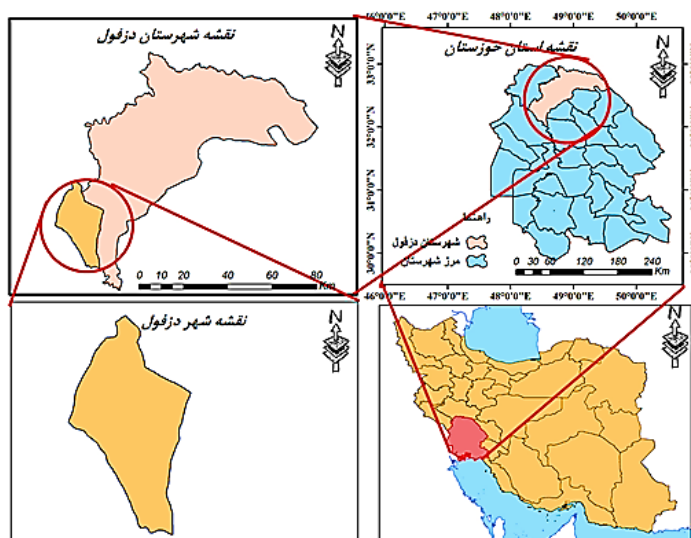 نقشه شهرستان دزفول
N
0 10 20 40 60 80
Km
46°0'0"E 47°0'0"E 48°0'0"E 49°0'0"E 50°0'0"E
نقشه استان خوزستان
N
33°0'0"N
32°0'0"N
31°0'0"N
30°0'0"N
راهنما
شهرستان دزفول
مرز شهرستان
0 30 60 120 180 240
Km
46°0'0"E 47°0'0"E 48°0'0"E 49°0'0"E 50°0'0"E
نقشه شهر دزفول
N
N